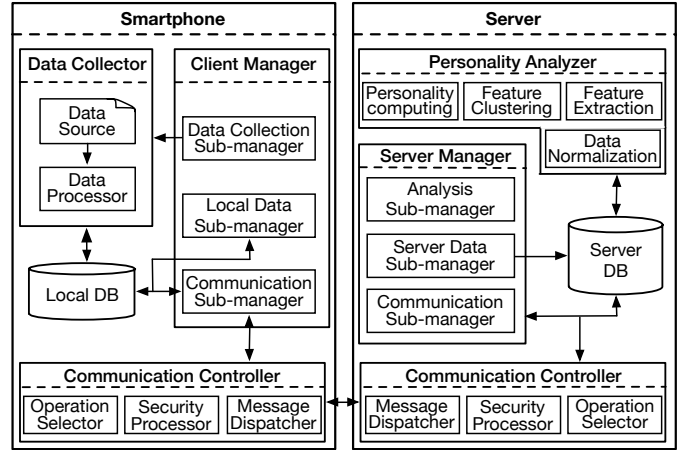 Smartphone
Data Collector
Data
Source
Data
Processor
Local DB
Client Manager
Data Collection
Sub-manager
Local Data
Sub-manager
Communication
Sub-manager
Communication Controller
Operation
Selector
Security
Processor
Message
Dispatcher
Server
Personality Analyzer
Personality
computing
Feature
Clustering
Feature
Extraction
Data
Normalization
Server Manager
Analysis
Sub-manager
Server Data
Sub-manager
Communication
Sub-manager
Server
DB
Communication Controller
Message
Dispatcher
Security
Processor
Operation
Selector